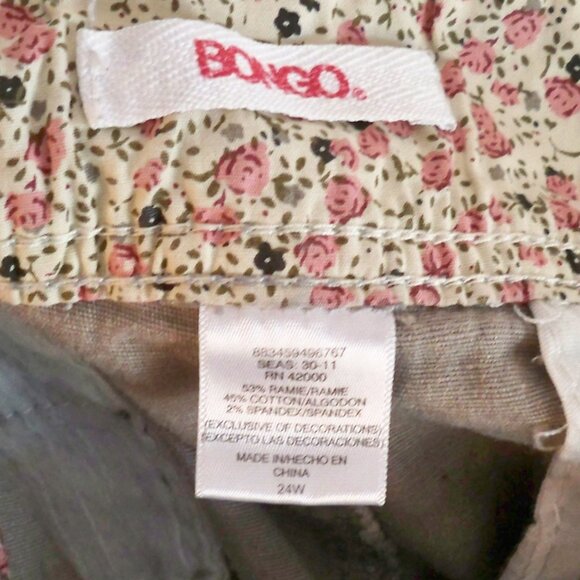 BONGO®
883459496767
SEAS: 30-11
RN 42000
53% RAMIE/RAMIE
45% COTTON/ALGODON
2% SPANDEX/SPANDEX
(EXCLUSIVE OF DECORATIONS)
(EXCEPTO LAS DECORACIONES)
MADE IN/HECHO EN
CHINA
24W